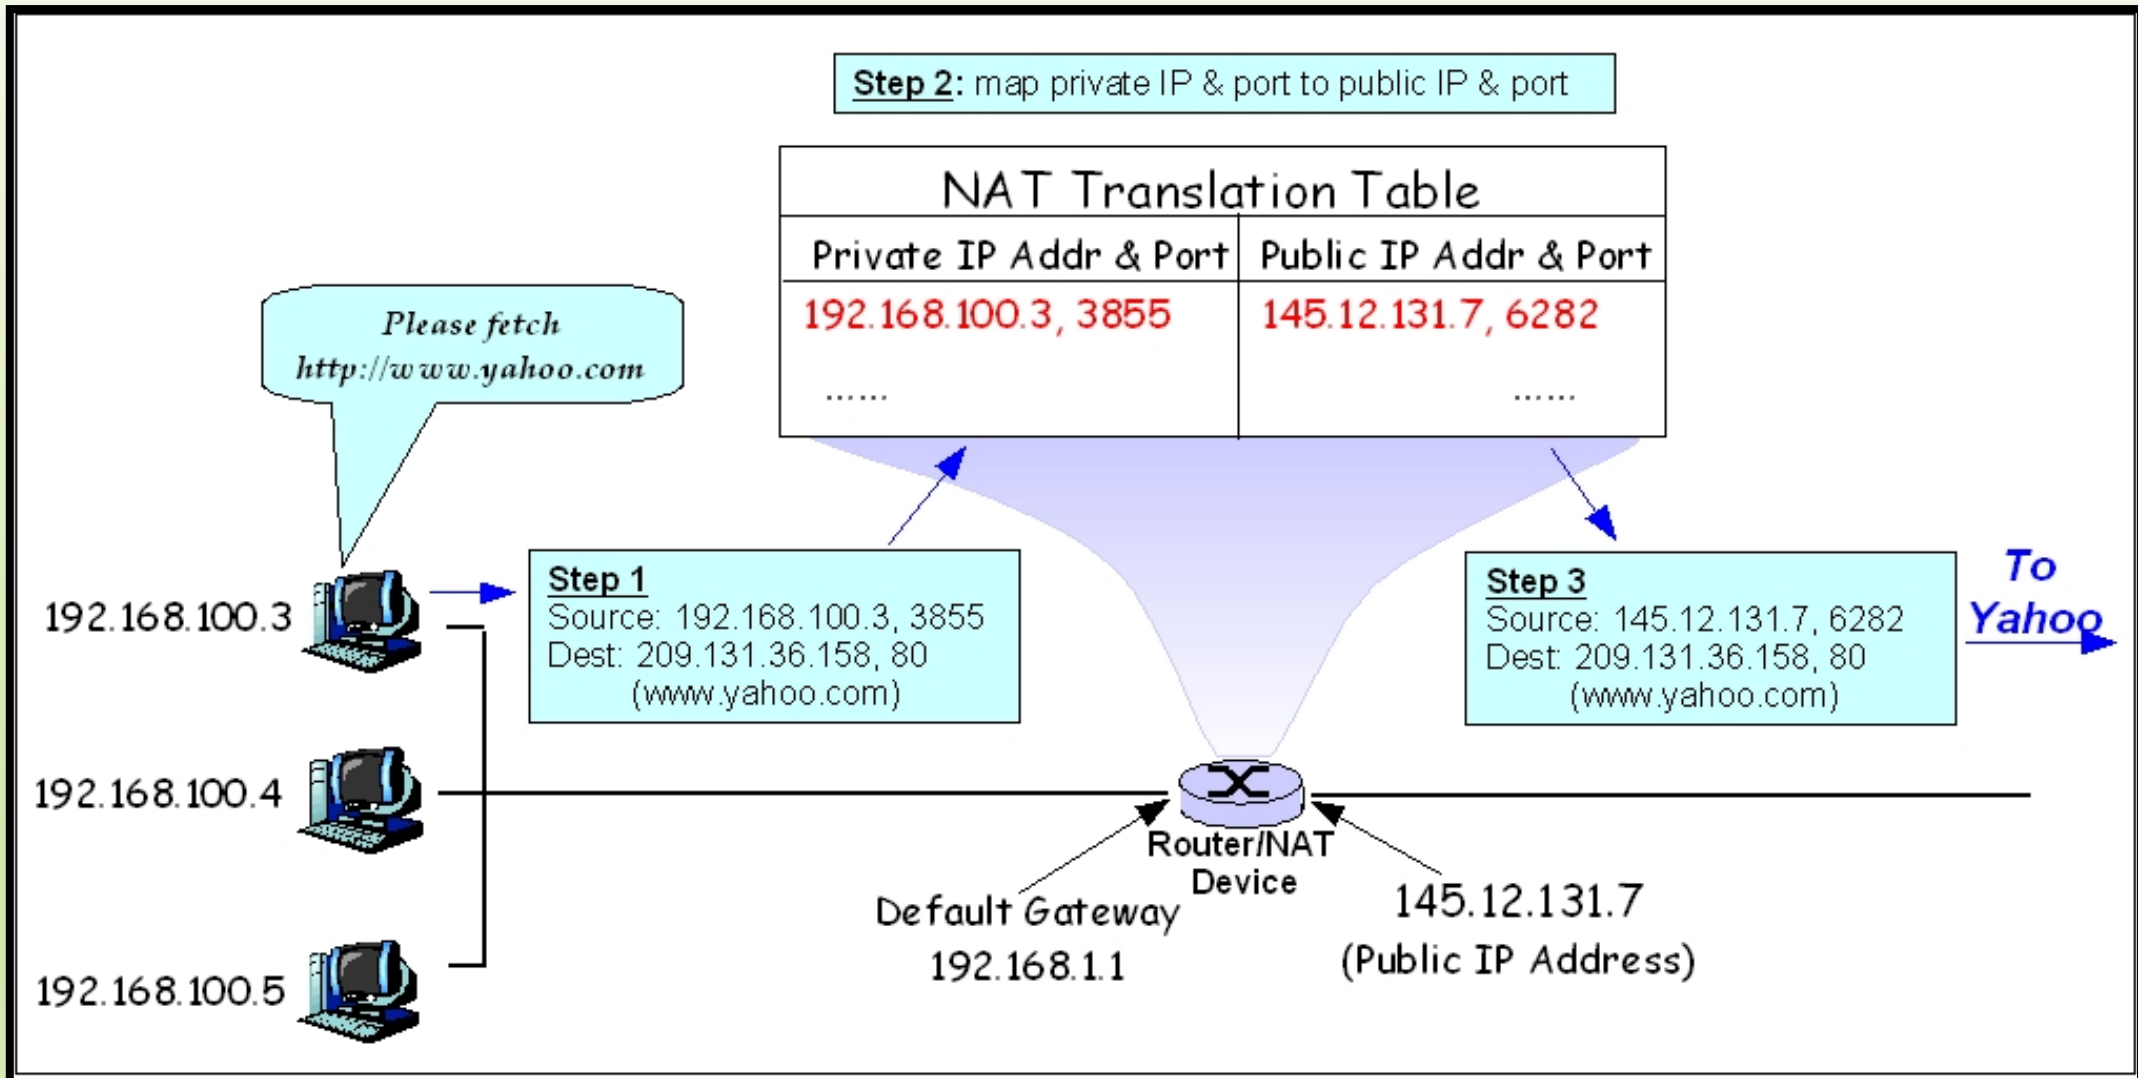 Step 2: map private IP & port to public IP & port
NAT Translation Table
Private IP Addr & Port
Public IP Addr & Port
192.168.100.3, 3855
145.12.131.7, 6282
......
......
Please fetch
http://www.yahoo.com
192.168.100.3
Step 1
Source: 192.168.100.3, 3855
Dest: 209.131.36.158, 80
(www.yahoo.com)
Step 3
Source: 145.12.131.7, 6282
Dest: 209.131.36.158, 80
(www.yahoo.com)
To
Yahoo
192.168.100.4
Router/NAT
Device
Default Gateway
192.168.1.1
145.12.131.7
(Public IP Address)
192.168.100.5